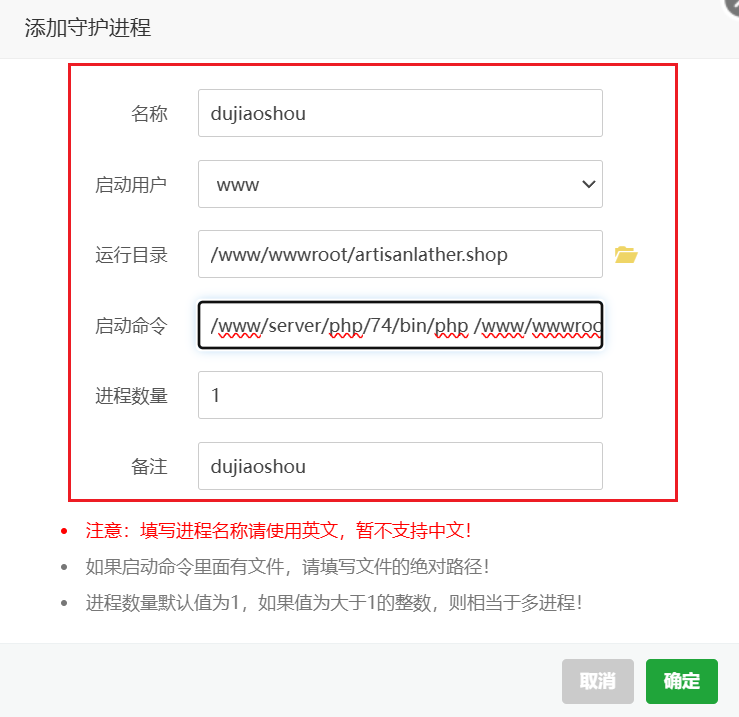 添加守护进程
名称 dujiaoshou
启动用户 www
运行目录 /www/wwwroot/artisanlather.shop
启动命令 /www/server/php/74/bin/php /www/wwwroo
进程数量 1
备注 dujiaoshou
注意：填写进程名称请使用英文，暂不支持中文！
如果启动命令里面有文件，请填写文件的绝对路径！
进程数量默认值为1，如果值为大于1的整数，则相当于多进程！
取消 确定